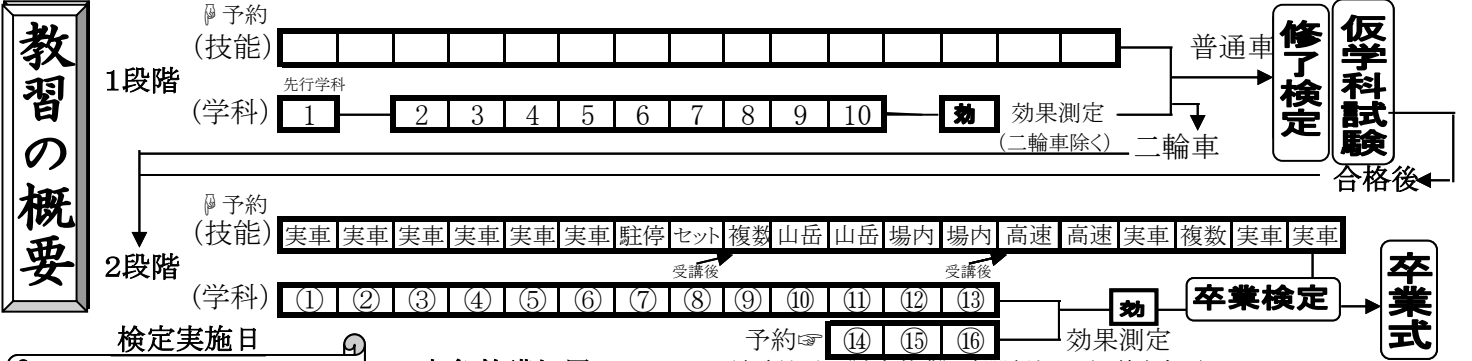 教習の概要
☟予約
(技能)
1段階
先行学科
(学科) 1 2 3 4 5 6 7 8 9 10 効 効果測定
(二輪車除く)
普通車
二輪車
修了検定
仮学科試験
合格後
☟予約
(技能) 実車 実車 実車 実車 実車 実車 駐停 セット 複数 山岳 山岳 場内 場内 高速 高速 実車 複数 実車 実車
2段階
受講後 受講後
(学科) ① ② ③ ④ ⑤ ⑥ ⑦ ⑧ ⑨ ⑩ ⑪ ⑫ ⑬
効 卒業検定
卒業式
予約☞ ⑭ ⑮ ⑯ 効果測定
検定実施日